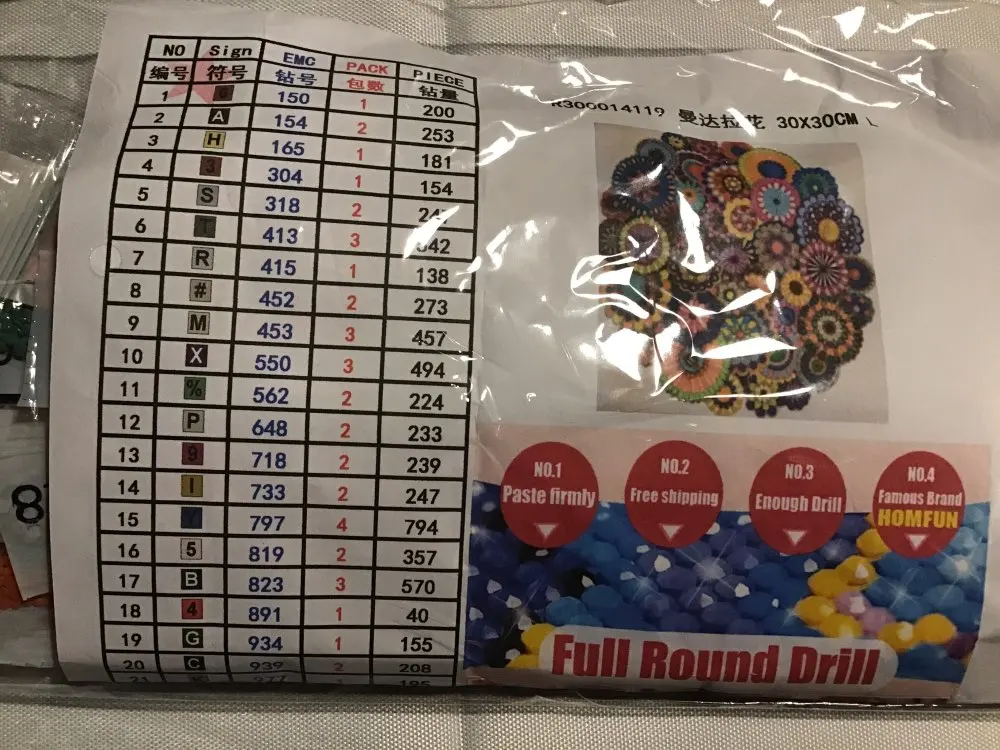 NO Sign EMC PACK PIECE
编号 符号 钻号 包数 钻量
1 150 1 200
2 A 154 2 253
3 H 165 1 181
4 3 304 1 154
5 S 318 2
6 T 413 3
7 R 415 1 138
8 # 452 2 273
9 M 453 3 457
10 X 550 3 494
11 % 562 2 224
12 P 648 2 233
13 9 718 2 239
14 I 733 2 247
15 797 4 794
16 5 819 2 357
17 B 823 3 570
18 4 891 1 40
19 G 934 1 155
20 C 939 2 208
21
R300014119 曼达拉花 30X30CM L
NO.1
Paste firmly
NO.2
Free shipping
NO.3
Enough Drill
NO.4
Famous Brand
HOMFUN
Full Round Drill
8